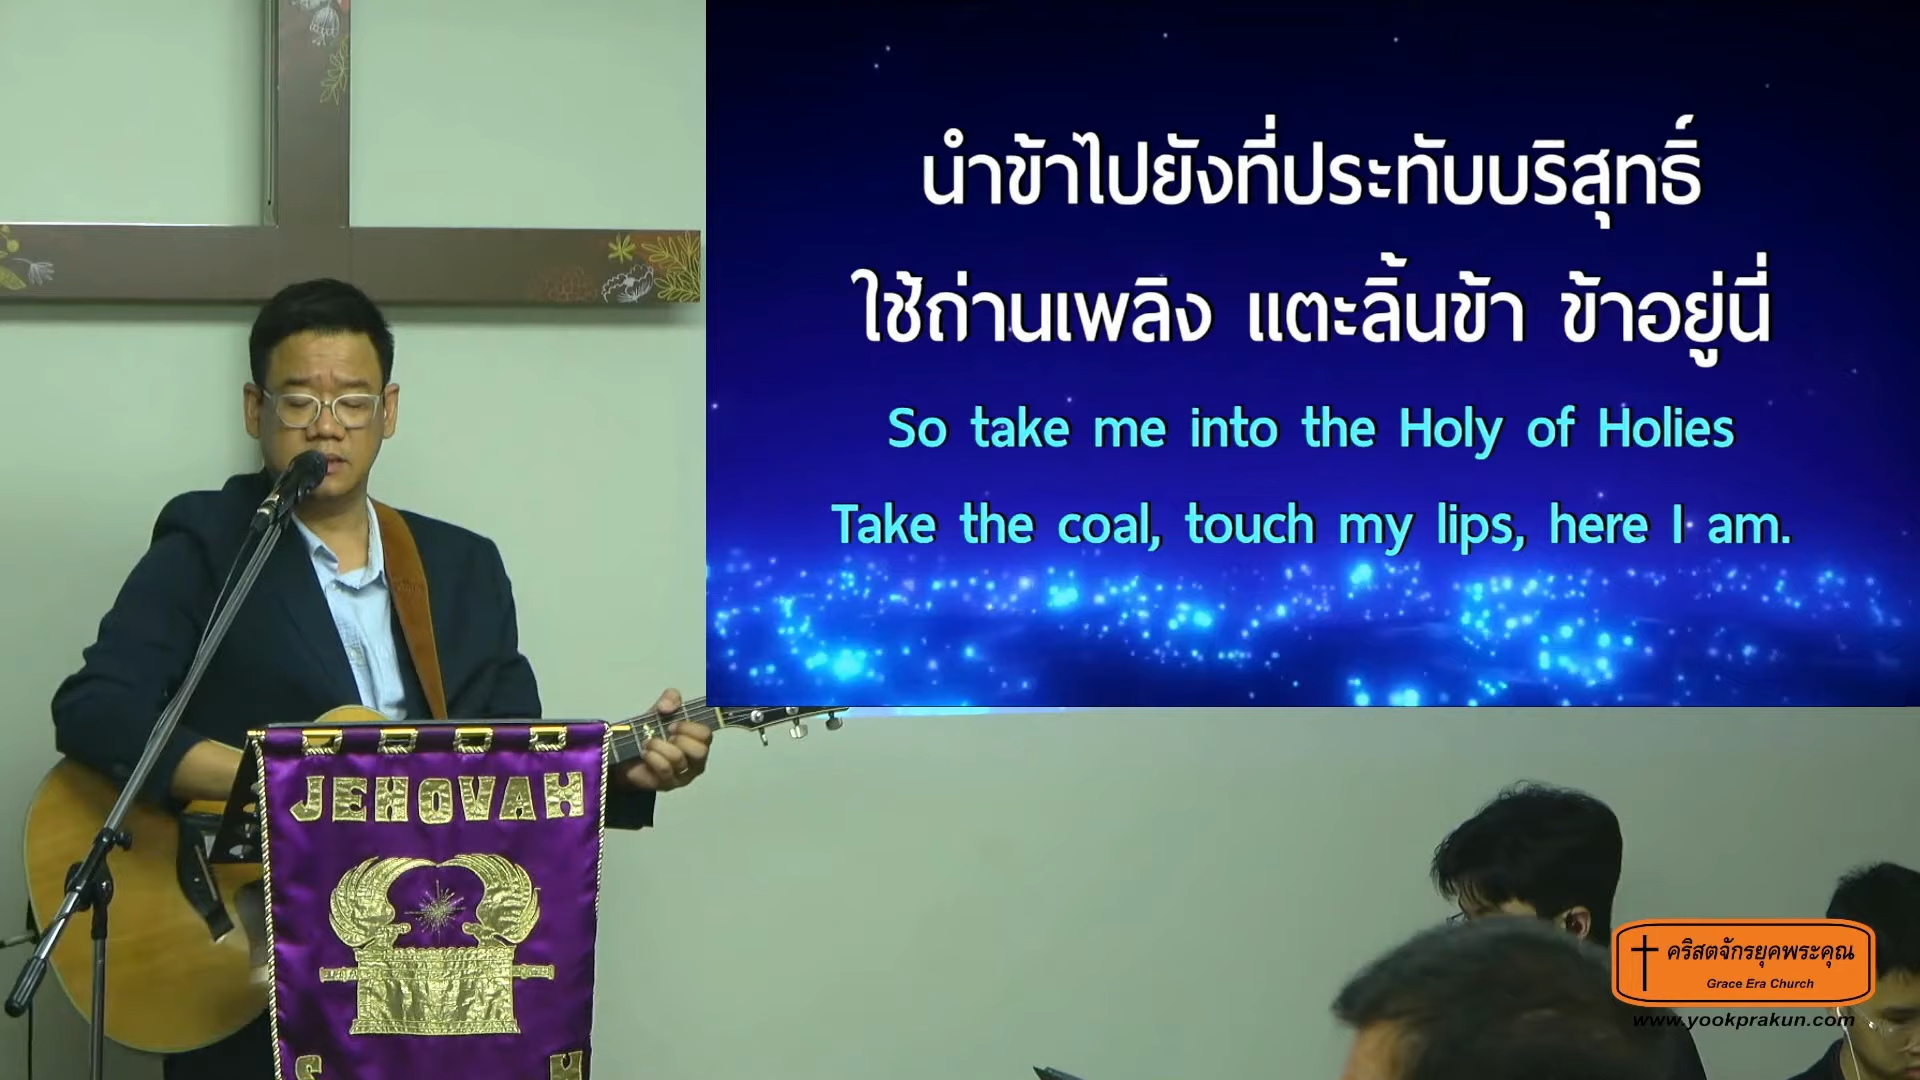 นำข้าไปยังที่ประทับบริสุทธิ์
ใช้ถ่านเพลิง แตะลิ้นข้า ข้าอยู่นี่
So take me into the Holy of Holies
Take the coal, touch my lips, here I am.
JEHOVAH
S H
คริสตจักรยุคพระคุณ
Grace Era Church
www.yookprakun.com